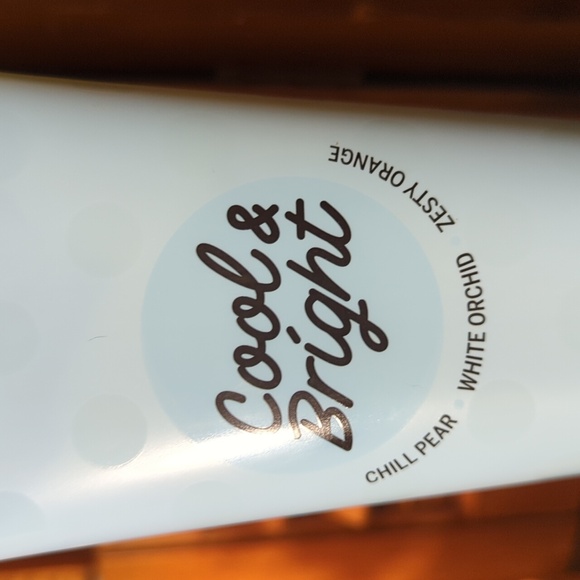 Cool &
Bright
CHILL PEAR • WHITE ORCHID • ZESTY ORANGE